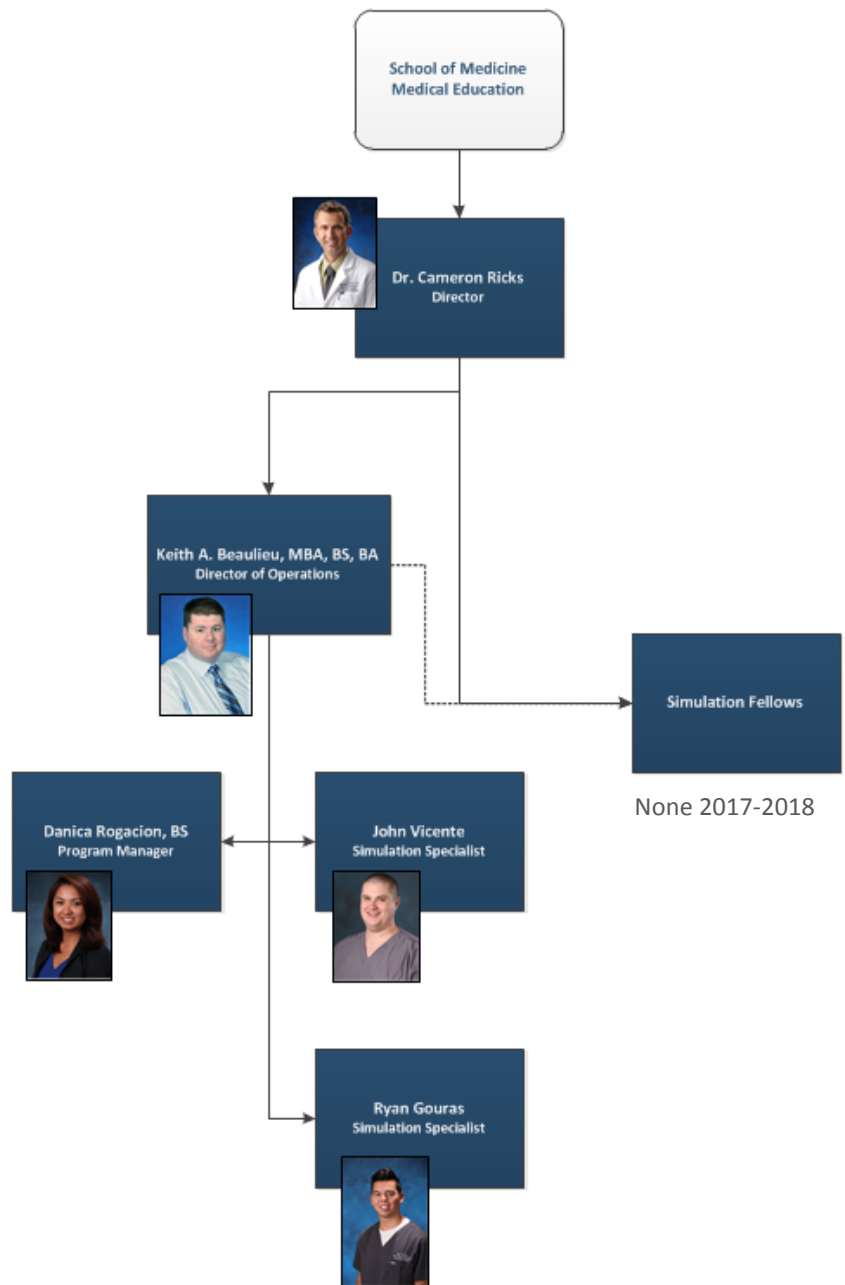 School of Medicine
Medical Education
Dr. Cameron Ricks
Director
Keith A. Beaulieu, MBA, BS, BA
Director of Operations
Simulation Fellows
None 2017-2018
Danica Rogacion, BS
Program Manager
John Vicente
Simulation Specialist
Ryan Gouras
Simulation Specialist